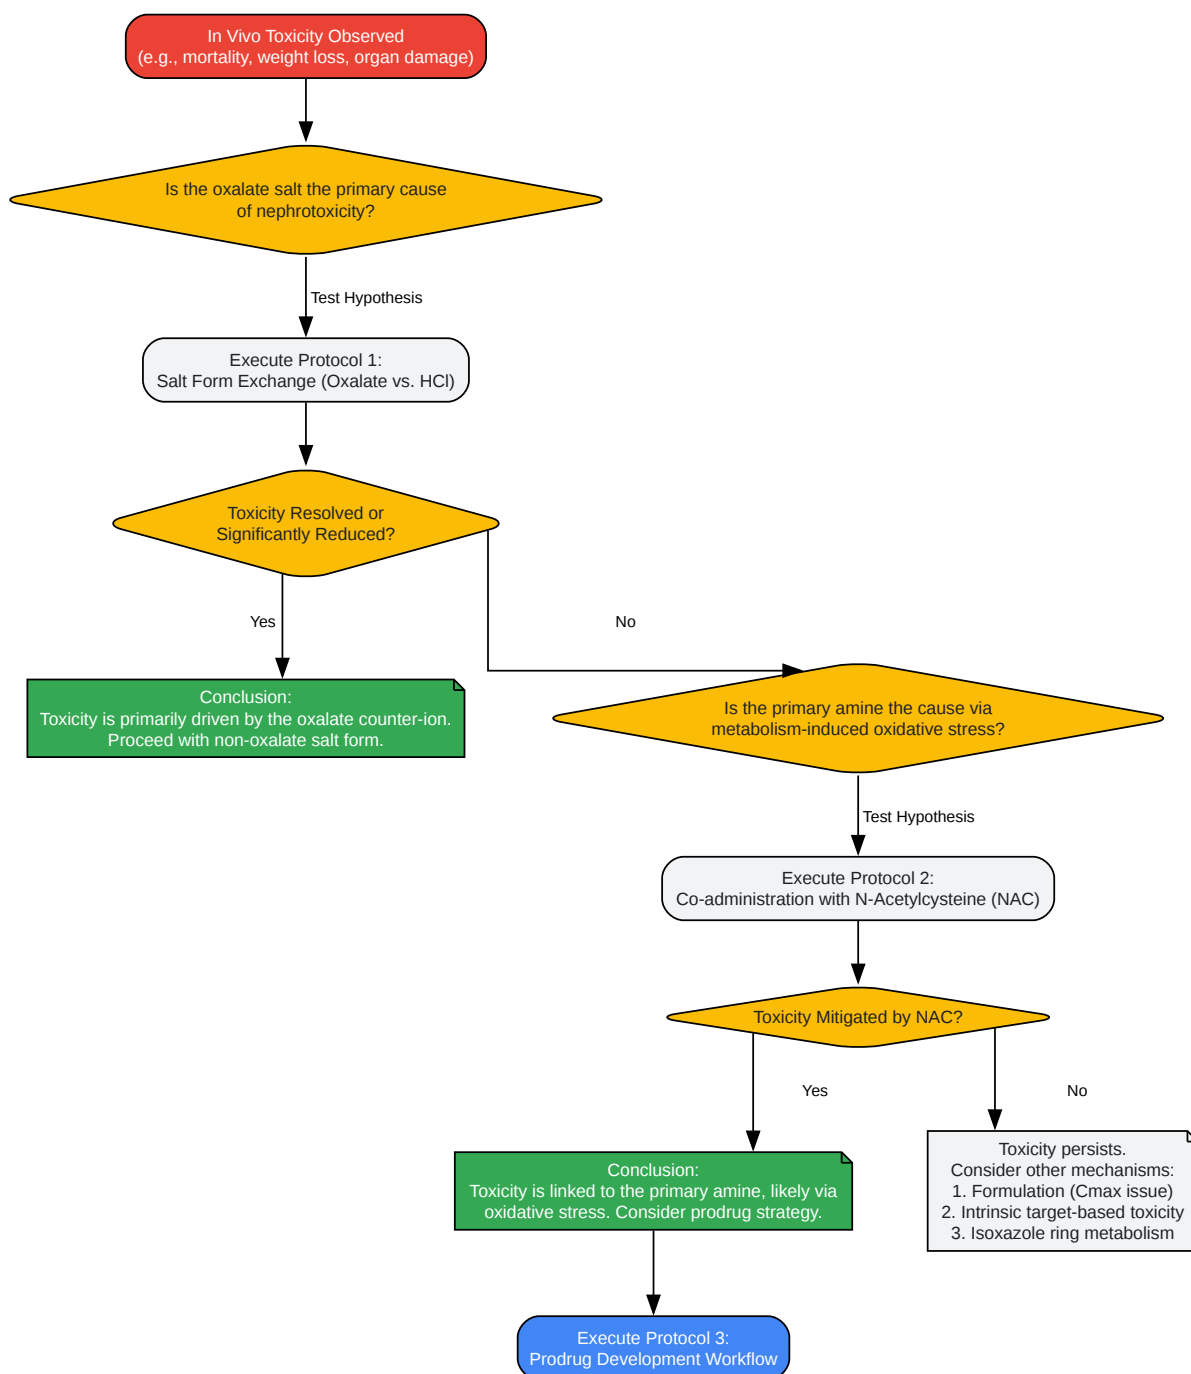 In Vivo Toxicity Observed
(e.g., mortality, weight loss, organ damage)
Is the oxalate salt the primary cause
of nephrotoxicity?
Test Hypothesis
Execute Protocol 1:
Salt Form Exchange (Oxalate vs. HCl)
Toxicity Resolved or
Significantly Reduced?
Yes
No
Conclusion:
Toxicity is primarily driven by the oxalate counter-ion.
Proceed with non-oxalate salt form.
Is the primary amine the cause via
metabolism-induced oxidative stress?
Test Hypothesis
Execute Protocol 2:
Co-administration with N-Acetylcysteine (NAC)
Toxicity Mitigated by NAC?
Yes
No
Conclusion:
Toxicity is linked to the primary amine, likely via
oxidative stress. Consider prodrug strategy.
Toxicity persists.
Consider other mechanisms:
1. Formulation (Cmax issue)
2. Intrinsic target-based toxicity
3. Isoxazole ring metabolism
Execute Protocol 3:
Prodrug Development Workflow